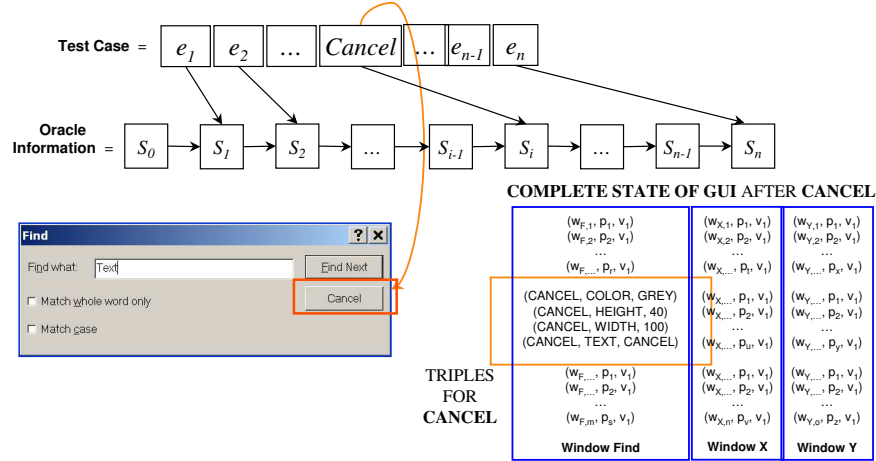 Test Case = e1 e2 … Cancel … en-1 en
Oracle
Information = S0 S1 S2 … Si-1 Si … Sn-1 Sn
COMPLETE STATE OF GUI AFTER CANCEL
Find ? ×
Find what: Text Find Next
Match whole word only Cancel
Match case
(wF,1, p1, v1) (wX,1, p1, v1) (wY,1, p1, v1)
(wF,2, p2, v1) (wX,2, p2, v1) (wY,2, p2, v1)
… … …
(wF,…, pr, v1) (wX,…, pt, v1) (wY,…, px, v1)
(CANCEL, COLOR, GREY) (wX,…, p1, v1) (wY,…, p1, v1)
(CANCEL, HEIGHT, 40) (wX,…, p2, v1) (wY,…, p2, v1)
(CANCEL, WIDTH, 100) … …
(CANCEL, TEXT, CANCEL) (wX,…, pu, v1) (wY,…, py, v1)
TRIPLES
FOR
CANCEL
(wF,…, p1, v1) (wX,…, p1, v1) (wY,…, p1, v1)
(wF,…, p2, v1) (wX,…, p2, v1) (wY,…, p2, v1)
… … …
(wF,m, ps, v1) (wX,n, pv, v1) (wY,o, pz, v1)
Window Find Window X Window Y